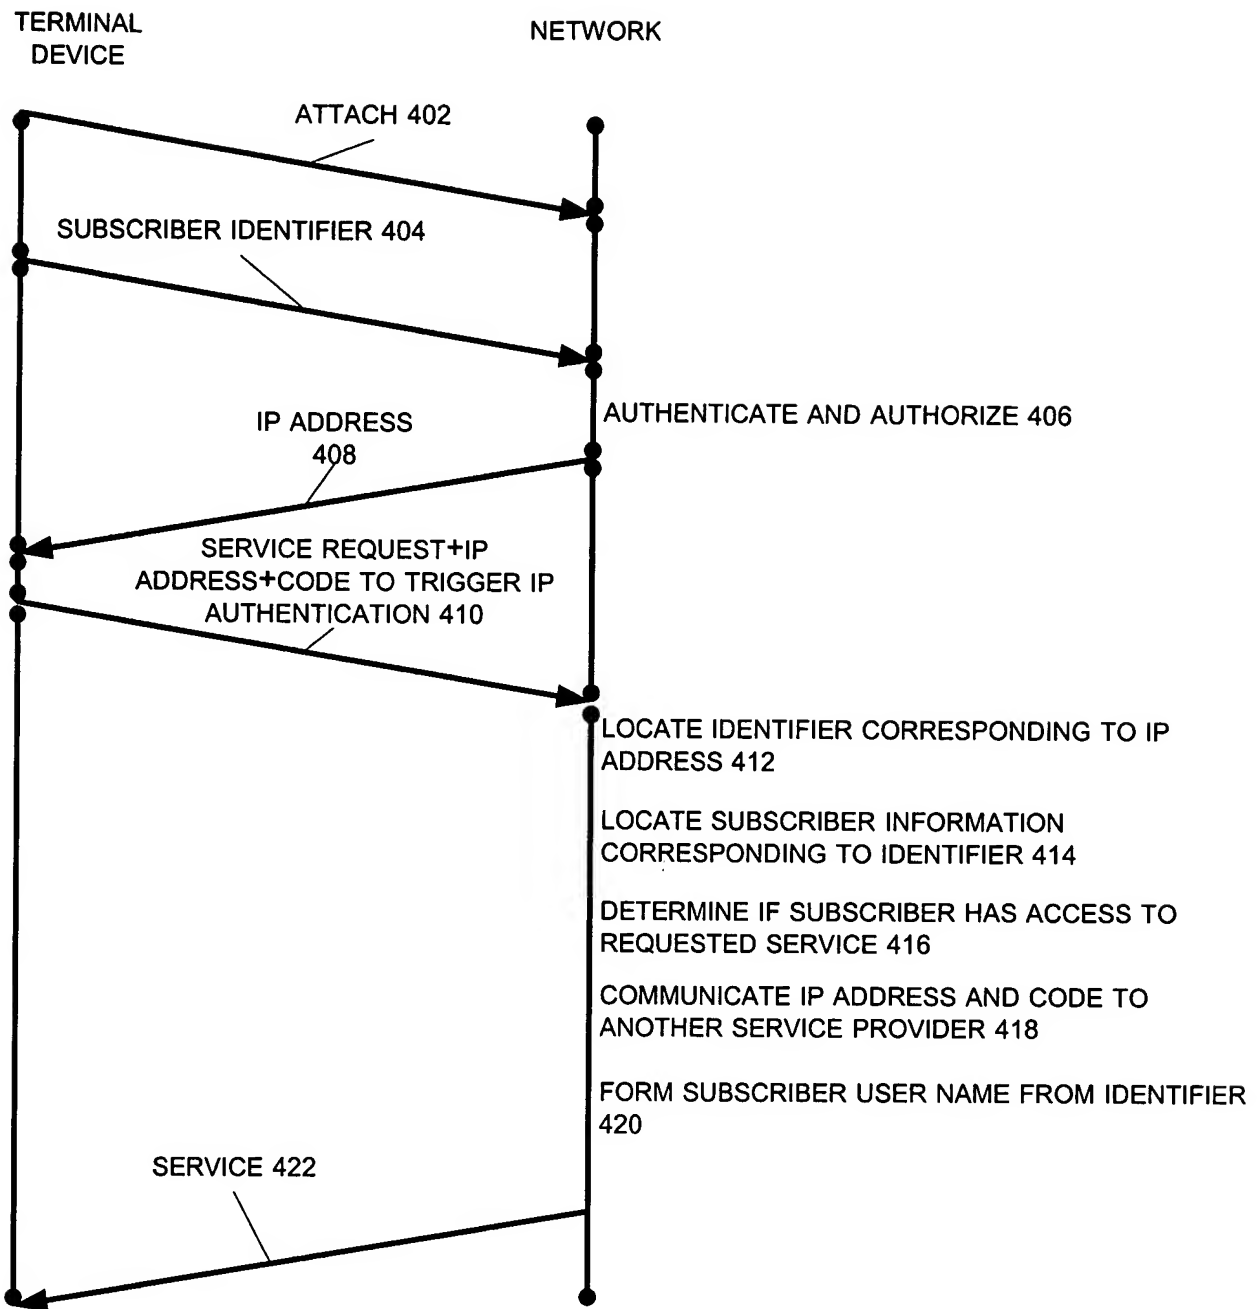 TERMINAL
DEVICE
NETWORK
ATTACH 402
SUBSCRIBER IDENTIFIER 404
AUTHENTICATE AND AUTHORIZE 406
IP ADDRESS
408
SERVICE REQUEST+IP
ADDRESS+CODE TO TRIGGER IP
AUTHENTICATION 410
LOCATE IDENTIFIER CORRESPONDING TO IP
ADDRESS 412
LOCATE SUBSCRIBER INFORMATION
CORRESPONDING TO IDENTIFIER 414
DETERMINE IF SUBSCRIBER HAS ACCESS TO
REQUESTED SERVICE 416
COMMUNICATE IP ADDRESS AND CODE TO
ANOTHER SERVICE PROVIDER 418
FORM SUBSCRIBER USER NAME FROM IDENTIFIER
420
SERVICE 422